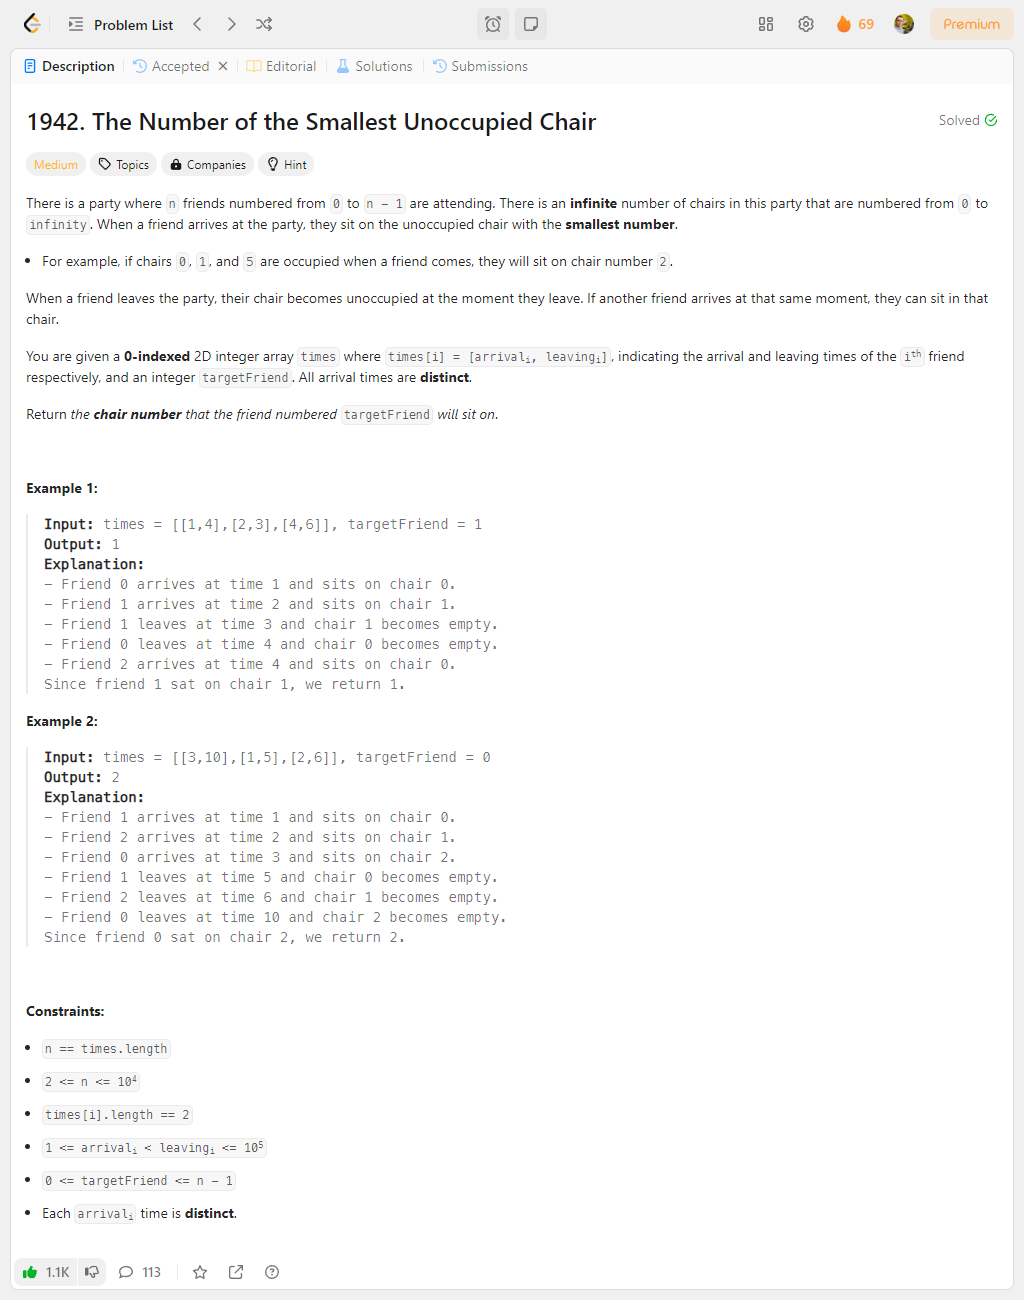 Problem List
69
Premium
Description
Accepted
Editorial
Solutions
Submissions
1942. The Number of the Smallest Unoccupied Chair
Solved
Medium
Topics
Companies
Hint
There is a party where n friends numbered from 0 to n - 1 are attending. There is an infinite number of chairs in this party that are numbered from 0 to
infinity. When a friend arrives at the party, they sit on the unoccupied chair with the smallest number.
• For example, if chairs 0, 1, and 5 are occupied when a friend comes, they will sit on chair number 2.
When a friend leaves the party, their chair becomes unoccupied at the moment they leave. If another friend arrives at that same moment, they can sit in that
chair.
You are given a 0-indexed 2D integer array times where times[i] = [arrivalᵢ, leavingᵢ], indicating the arrival and leaving times of the iᵗʰ friend
respectively, and an integer targetFriend. All arrival times are distinct.
Return the chair number that the friend numbered targetFriend will sit on.
Example 1:
Input: times = [[1,4],[2,3],[4,6]], targetFriend = 1
Output: 1
Explanation:
- Friend 0 arrives at time 1 and sits on chair 0.
- Friend 1 arrives at time 2 and sits on chair 1.
- Friend 1 leaves at time 3 and chair 1 becomes empty.
- Friend 0 leaves at time 4 and chair 0 becomes empty.
- Friend 2 arrives at time 4 and sits on chair 0.
Since friend 1 sat on chair 1, we return 1.
Example 2:
Input: times = [[3,10],[1,5],[2,6]], targetFriend = 0
Output: 2
Explanation:
- Friend 1 arrives at time 1 and sits on chair 0.
- Friend 2 arrives at time 2 and sits on chair 1.
- Friend 0 arrives at time 3 and sits on chair 2.
- Friend 1 leaves at time 5 and chair 0 becomes empty.
- Friend 2 leaves at time 6 and chair 1 becomes empty.
- Friend 0 leaves at time 10 and chair 2 becomes empty.
Since friend 0 sat on chair 2, we return 2.
Constraints:
• n == times.length
• 2 <= n <= 10⁴
• times[i].length == 2
• 1 <= arrivalᵢ < leavingᵢ <= 10⁵
• 0 <= targetFriend <= n - 1
• Each arrivalᵢ time is distinct.
1.1K
113